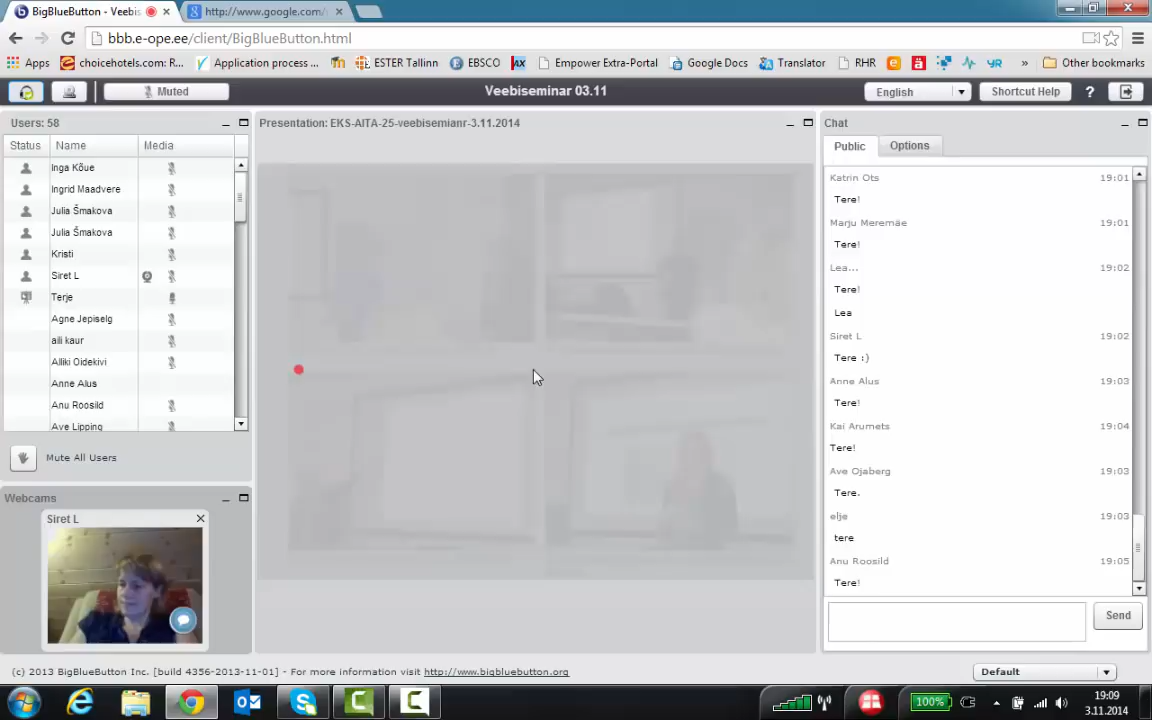 BigBlueButton - Veebis
http://www.google.com/
bbb.e-ope.ee/client/BigBlueButton.html
Apps
choicehotels.com: R...
Application process ...
ESTER Tallinn
EBSCO
Empower Extra-Portal
Google Docs
Translator
RHR
»
Other bookmarks
Muted
Veebiseminar 03.11
English
Shortcut Help
?
Users: 58
Presentation: EKS-AITA-25-veebisemianr-3.11.2014
Chat
Status Name Media
Public Options
Inga Kõue
Ingrid Maadvere
Julia Šmakova
Julia Šmakova
Kristi
Siret L
Terje
Agne Jepiselg
aili kaur
Alliki Oidekivi
Anne Alus
Anu Roosild
Ave Lipping
Mute All Users
Webcams
Siret L
Katrin Ots 19:01
Tere!
Marju Meremäe 19:01
Tere!
Lea... 19:02
Tere!
Lea
Siret L 19:02
Tere :)
Anne Alus 19:03
Tere!
Kai Arumets 19:04
Tere!
Ave Ojaberg 19:03
Tere.
elje 19:03
tere
Anu Roosild 19:05
Tere!
Send
(c) 2013 BigBlueButton Inc. [build 4356-2013-11-01] - For more information visit http://www.bigbluebutton.org
Default
100%
19:09
3.11.2014